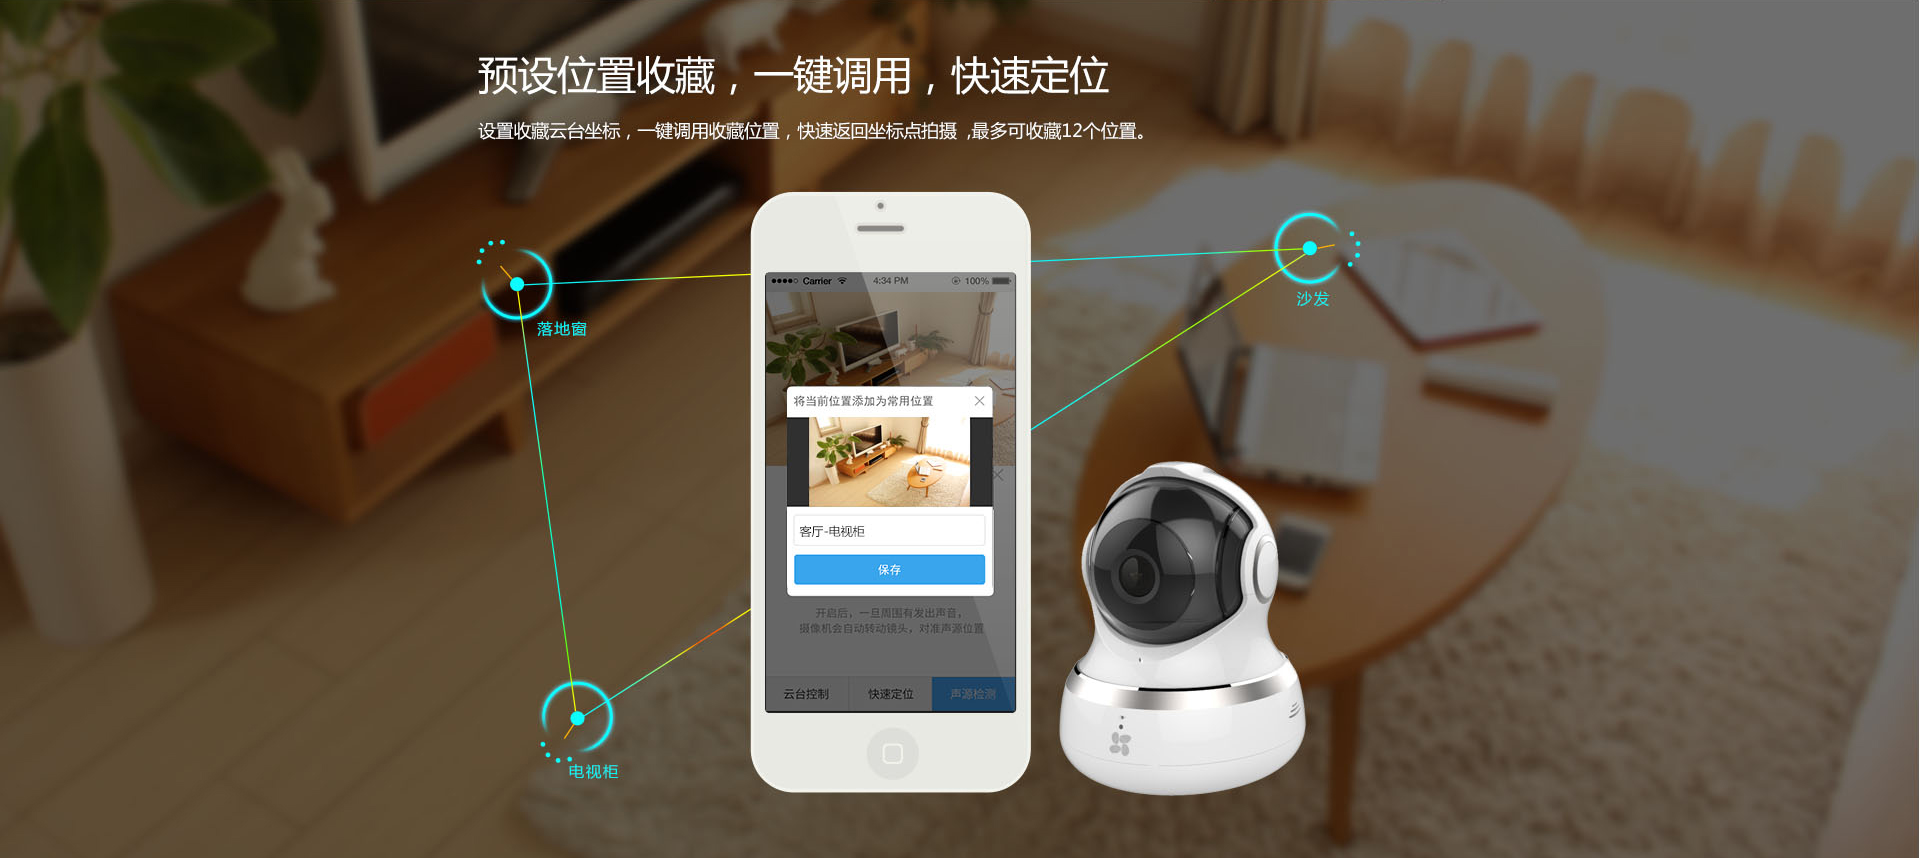 预设位置收藏，一键调用，快速定位
设置收藏云台坐标，一键调用收藏位置，快速返回坐标点拍摄 ,最多可收藏12个位置。
Carrier 4:34 PM 100%
沙发
落地窗
将当前位置添加为常用位置
客厅-电视柜
保存
开启后，一旦周围有发出声音，
摄像机会自动转动镜头，对准声源位置
云台控制 快速定位 声源检测
电视柜